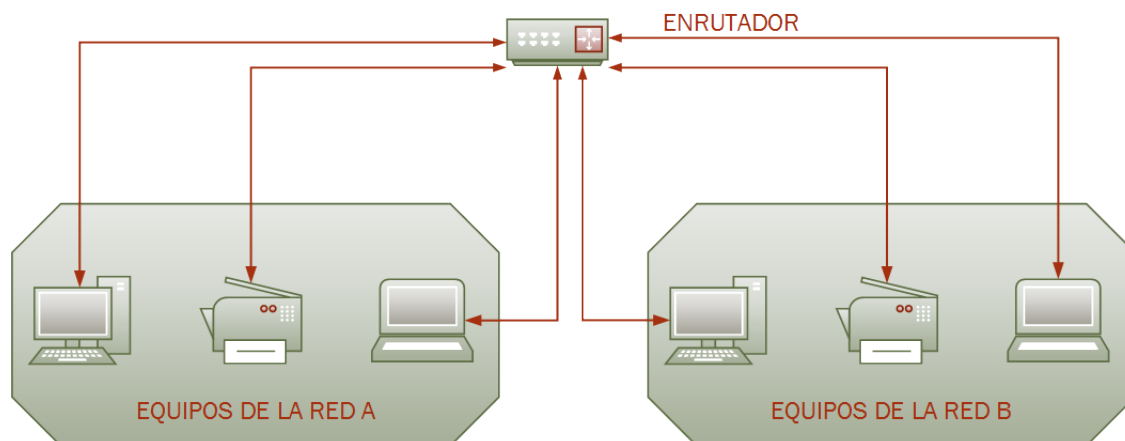 ENRUTADOR
EQUIPOS DE LA RED A
EQUIPOS DE LA RED B